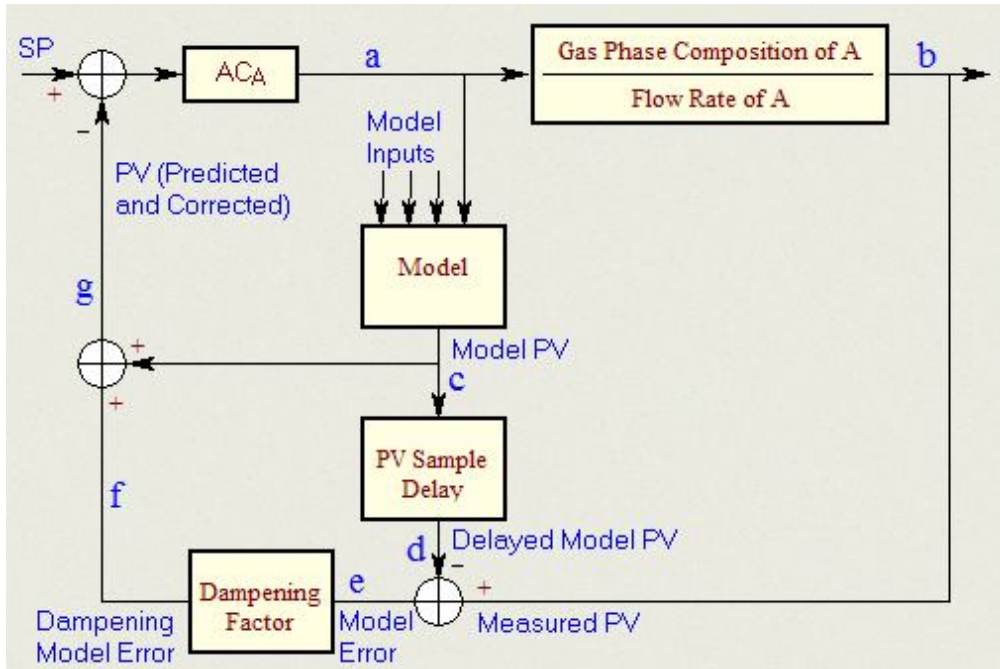 SP
+
−
AC_A
a
Gas Phase Composition of A
Flow Rate of A
b
Model
Inputs
PV (Predicted
and Corrected)
Model
g
+
Model PV
+
c
PV Sample
Delay
f
d
Delayed Model PV
−
e
+
Dampening
Factor
Measured PV
Model
Error
Dampening
Model Error